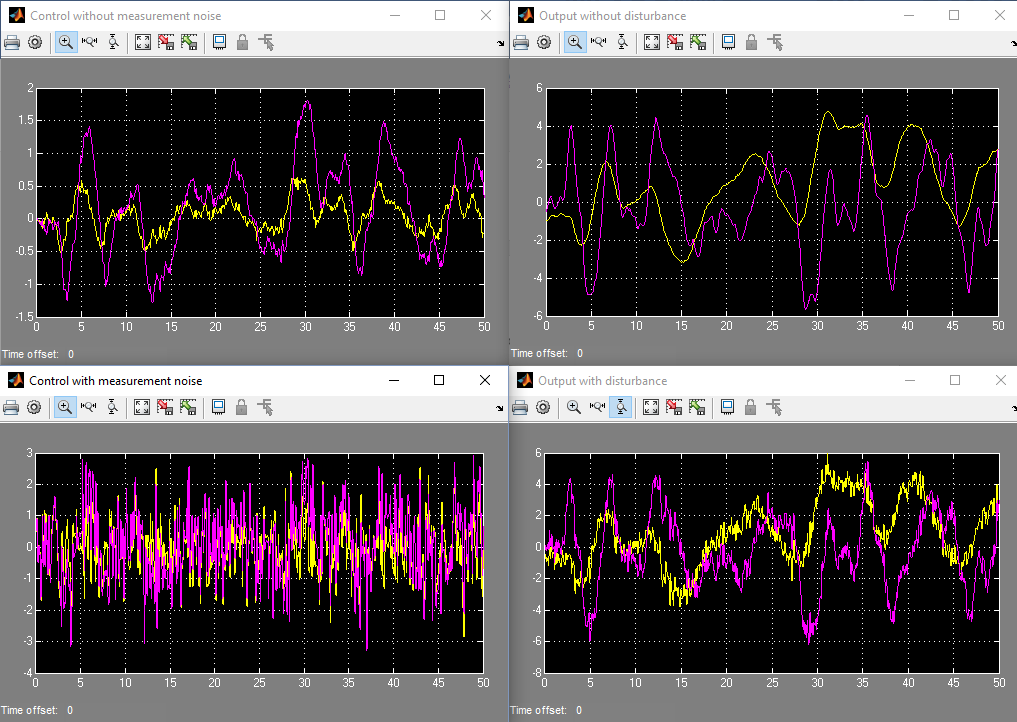 Control without measurement noise
2
1.5
1
0.5
0
-0.5
-1
-1.5
0 5 10 15 20 25 30 35 40 45 50
Time offset: 0
Output without disturbance
6
4
2
0
-2
-4
-6
0 5 10 15 20 25 30 35 40 45 50
Time offset: 0
Control with measurement noise
3
2
1
0
-1
-2
-3
-4
0 5 10 15 20 25 30 35 40 45 50
Time offset: 0
Output with disturbance
6
4
2
0
-2
-4
-6
-8
0 5 10 15 20 25 30 35 40 45 50
Time offset: 0